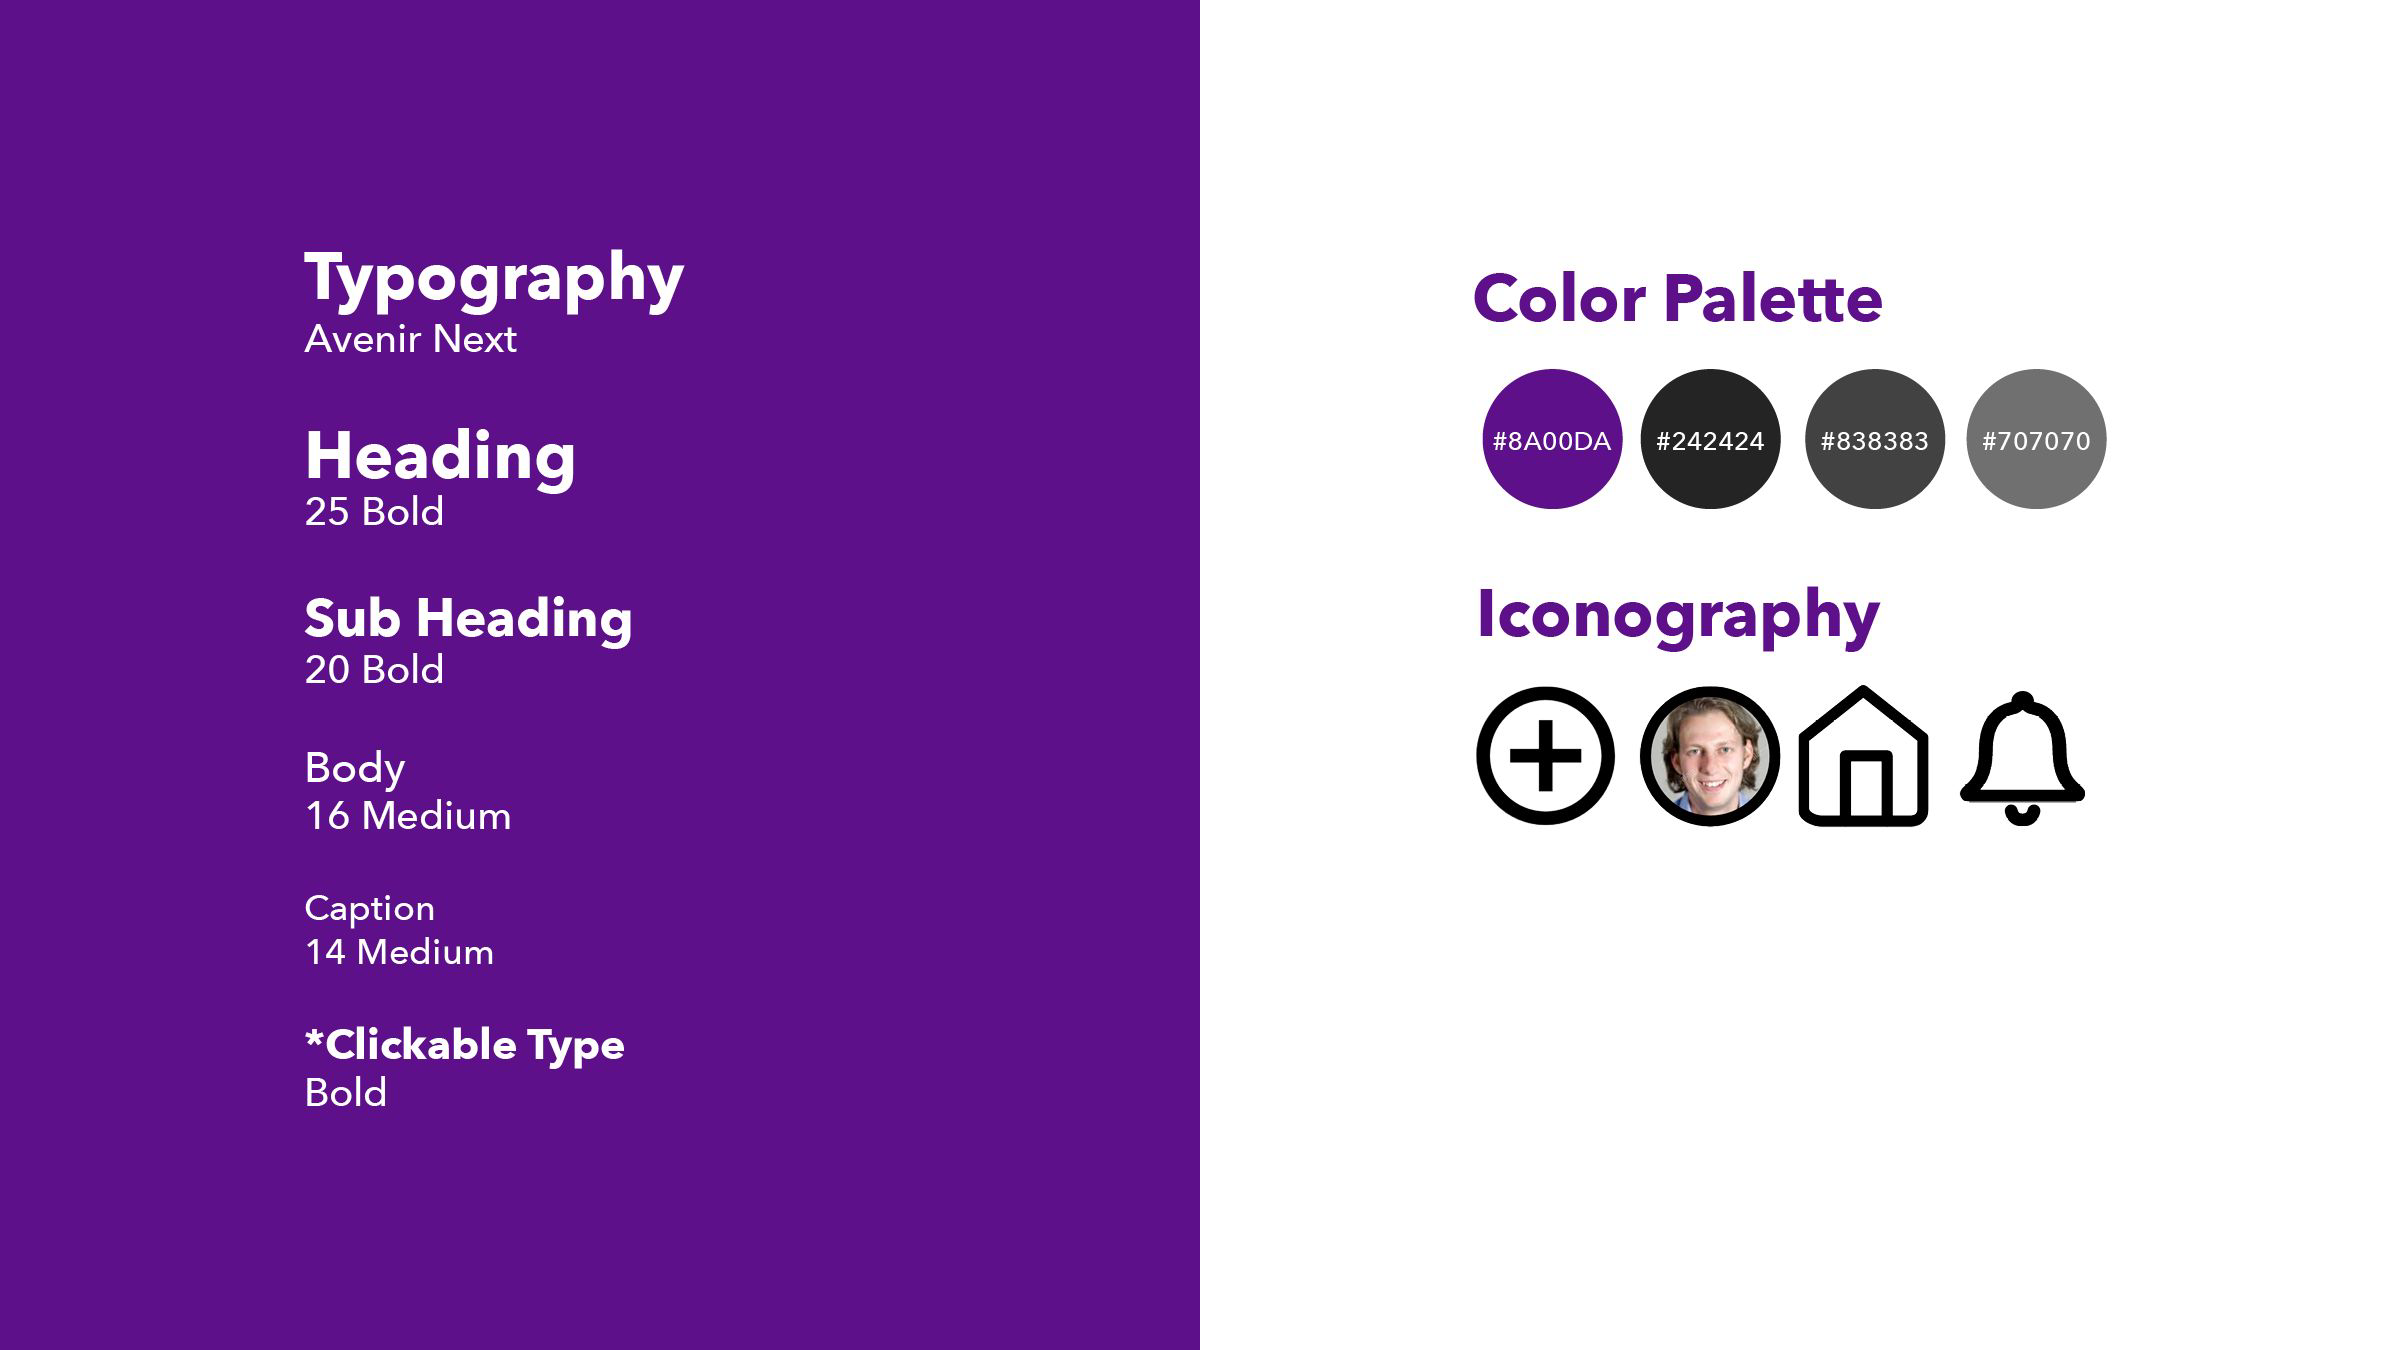 Typography
Avenir Next
Heading
25 Bold
Sub Heading
20 Bold
Body
16 Medium
Caption
14 Medium
*Clickable Type
Bold
Color Palette
#8A00DA #242424 #838383 #707070
Iconography